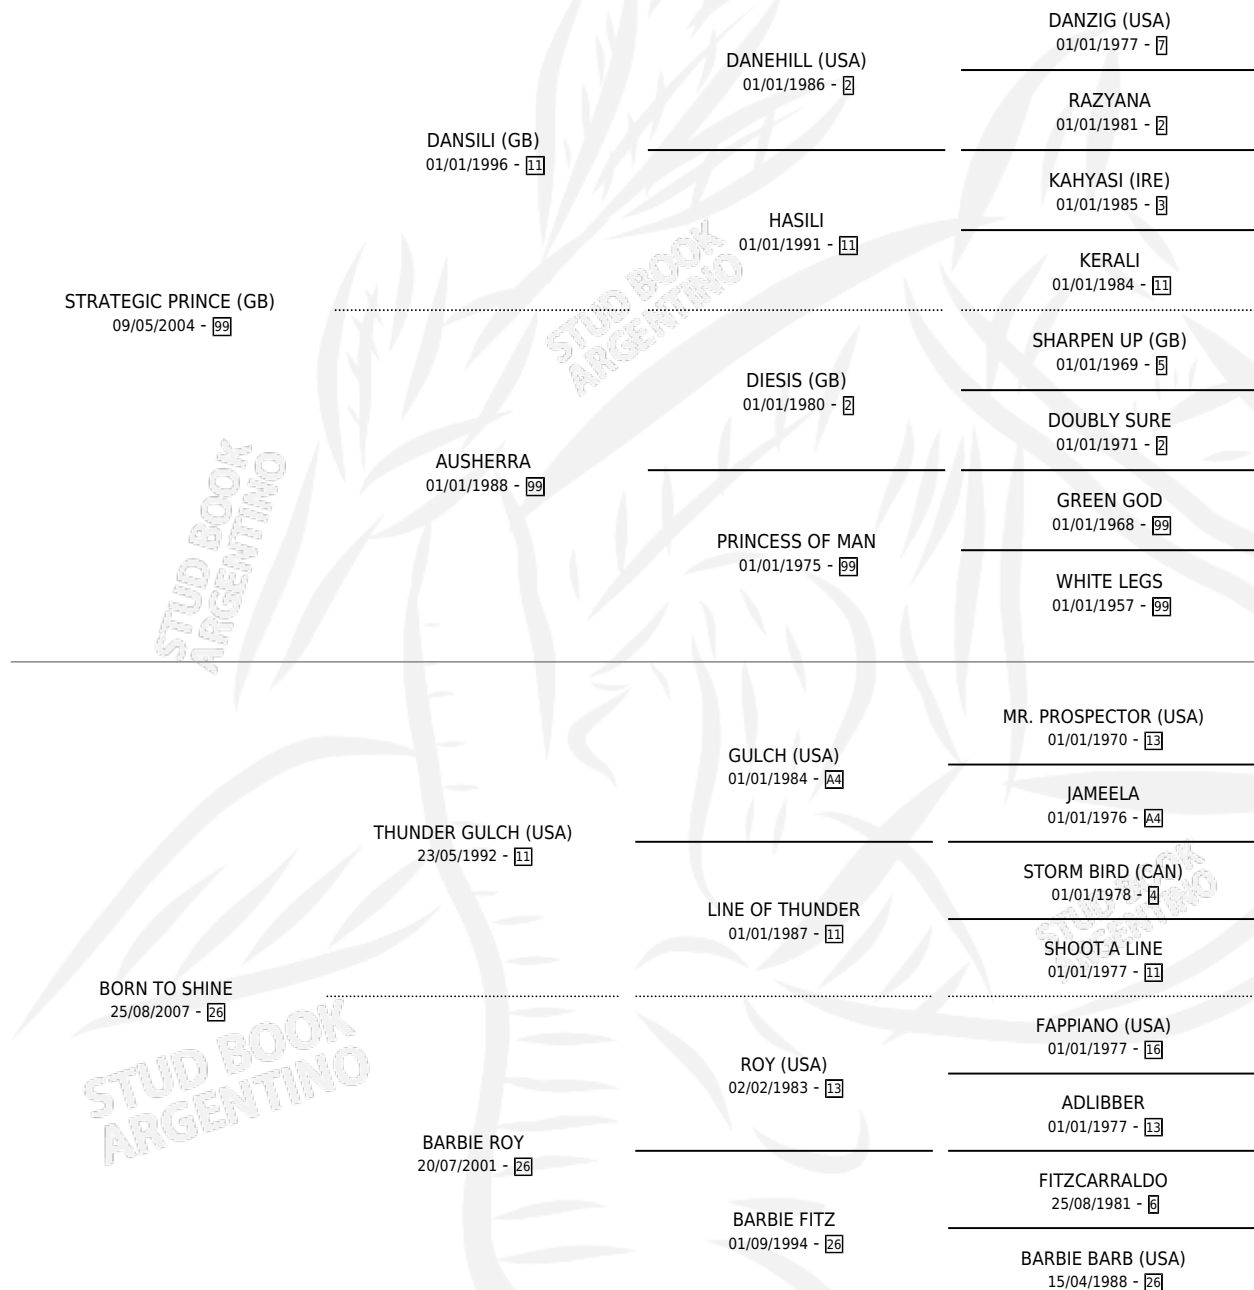 DANZIG (USA)
01/01/1977 - 7
DANEHILL (USA)
01/01/1986 - 2
RAZYANA
01/01/1981 - 2
DANSILI (GB)
01/01/1996 - 11
KAHYASI (IRE)
01/01/1985 - 3
HASILI
01/01/1991 - 11
KERALI
01/01/1984 - 11
STRATEGIC PRINCE (GB)
09/05/2004 - 99
STUD BOOK
ARGENTINO
SHARPEN UP (GB)
01/01/1969 - 5
DIESIS (GB)
01/01/1980 - 2
DOUBLY SURE
01/01/1971 - 2
AUSHERRA
01/01/1988 - 99
GREEN GOD
01/01/1968 - 99
PRINCESS OF MAN
01/01/1975 - 99
WHITE LEGS
01/01/1957 - 99
STUD BOOK
ARGENTINO
MR. PROSPECTOR (USA)
01/01/1970 - 13
GULCH (USA)
01/01/1984 - A4
JAMEELA
01/01/1976 - A4
THUNDER GULCH (USA)
23/05/1992 - 11
STORM BIRD (CAN)
01/01/1978 - 4
LINE OF THUNDER
01/01/1987 - 11
STUD BOOK
ARGENTINO
SHOOT A LINE
01/01/1977 - 11
BORN TO SHINE
25/08/2007 - 26
STUD BOOK
ARGENTINO
FAPPIANO (USA)
01/01/1977 - 16
ROY (USA)
02/02/1983 - 13
ADLIBBER
01/01/1977 - 13
BARBIE ROY
20/07/2001 - 26
FITZCARRALDO
25/08/1981 - 6
BARBIE FITZ
01/09/1994 - 26
BARBIE BARB (USA)
15/04/1988 - 26